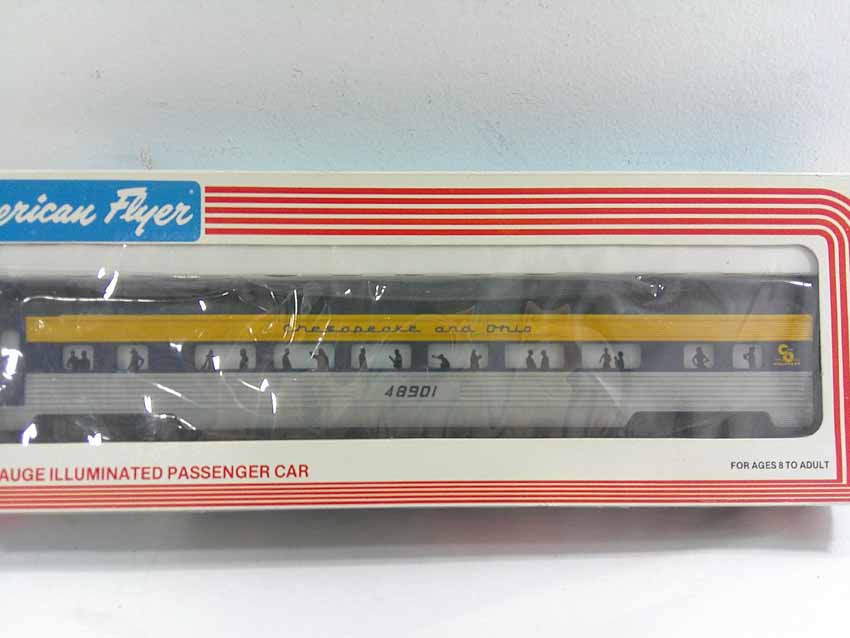 erican Flyer
Chesapeake and Ohio
C&O
48901
AUGE ILLUMINATED PASSENGER CAR
FOR AGES 8 TO ADULT